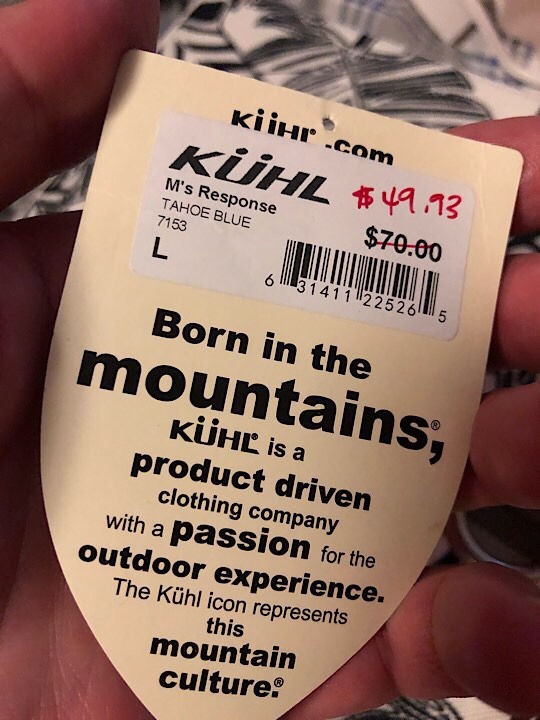 KÜHL.com
KÜHL
M's Response
TAHOE BLUE
7153
L
$49.93
$70.00
6 31411 22526 5
Born in the
mountains,®
KÜHL® is a
product driven
clothing company
with a passion for the
outdoor experience.
The Kühl icon represents
this
mountain
culture.®